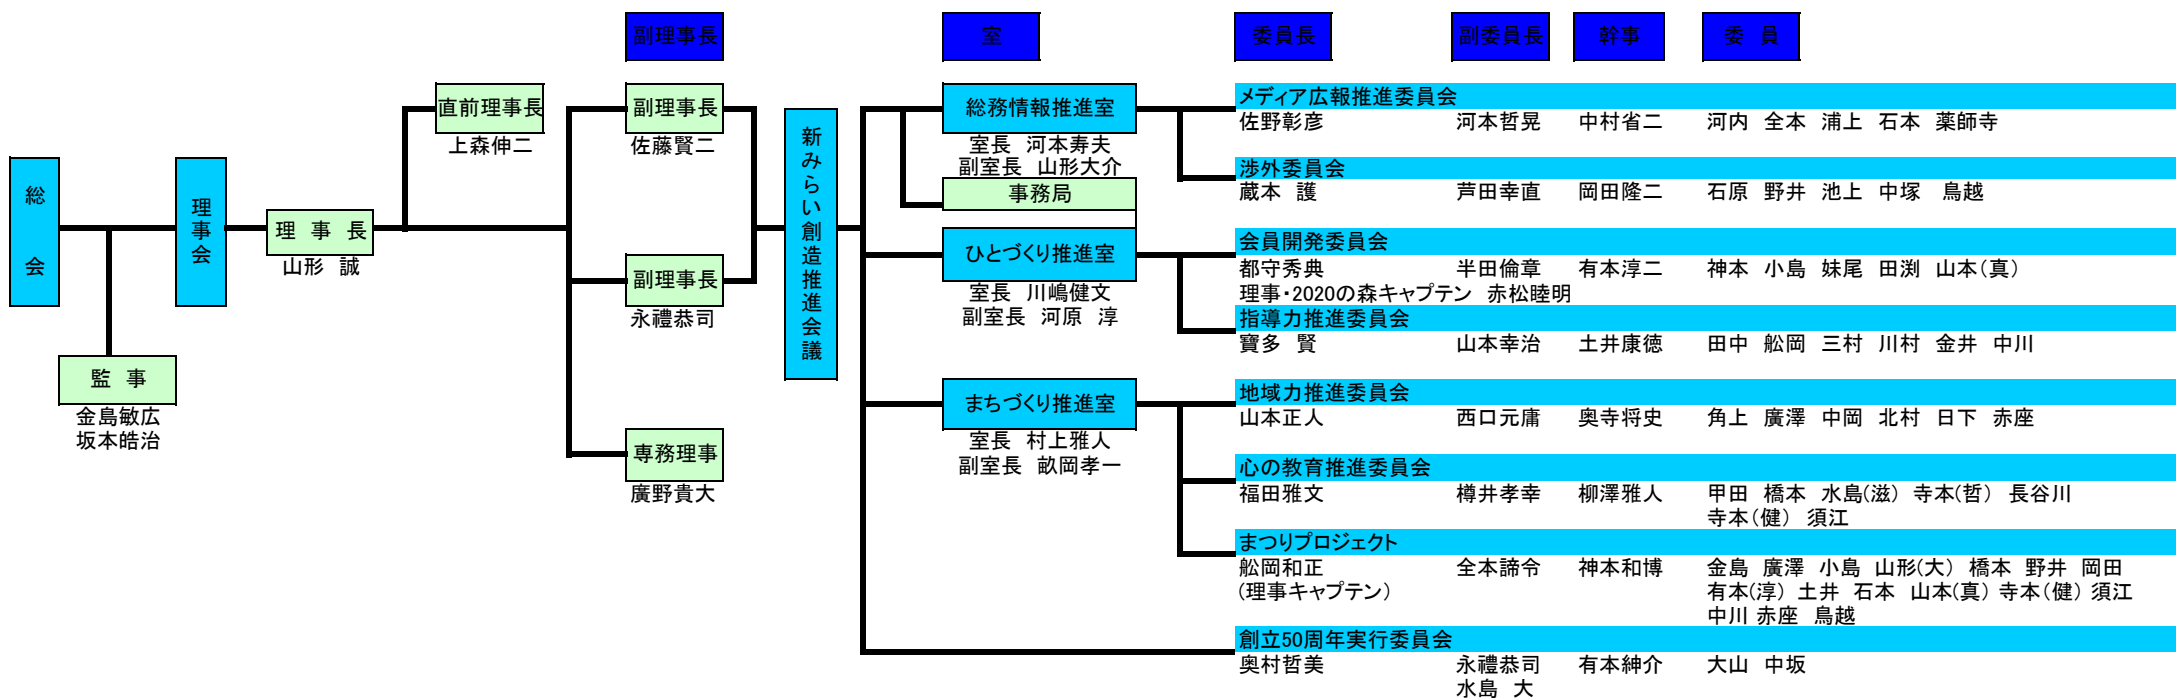 副理事長 室 委員長 副委員長 幹事 委　員
総会
理事会
監　事
金島敏広
坂本皓治
理　事　長
山形　誠
直前理事長
上森伸二
副理事長
佐藤賢二
副理事長
永禮恭司
専務理事
廣野貴大
新みらい創造推進会議
総務情報推進室
室長　河本寿夫
副室長　山形大介
事務局
ひとづくり推進室
室長　川嶋健文
副室長　河原　淳
まちづくり推進室
室長　村上雅人
副室長　畝岡孝一
メディア広報推進委員会
佐野彰彦 河本哲晃 中村省二 河内　全本　浦上　石本　薬師寺
渉外委員会
蔵本　護 芦田幸直 岡田隆二 石原　野井　池上　中塚　鳥越
会員開発委員会
都守秀典 半田倫章 有本淳二 神本　小島　妹尾　田渕　山本(真)
理事・2020の森キャプテン　赤松睦明
指導力推進委員会
寶多　賢 山本幸治 土井康徳 田中　舩岡　三村　川村　金井　中川
地域力推進委員会
山本正人 西口元庸 奥寺将史 角上　廣澤　中岡　北村　日下　赤座
心の教育推進委員会
福田雅文 樽井孝幸 柳澤雅人 甲田　橋本　水島(滋)　寺本(哲)　長谷川
寺本(健)　須江
まつりプロジェクト
舩岡和正 全本諦令 神本和博 金島　廣澤　小島　山形(大)　橋本　野井　岡田
(理事キャプテン) 有本(淳)　土井　石本　山本(真)　寺本(健)　須江
中川　赤座　鳥越
創立50周年実行委員会
奥村哲美 永禮恭司 有本紳介 大山　中坂
水島　大